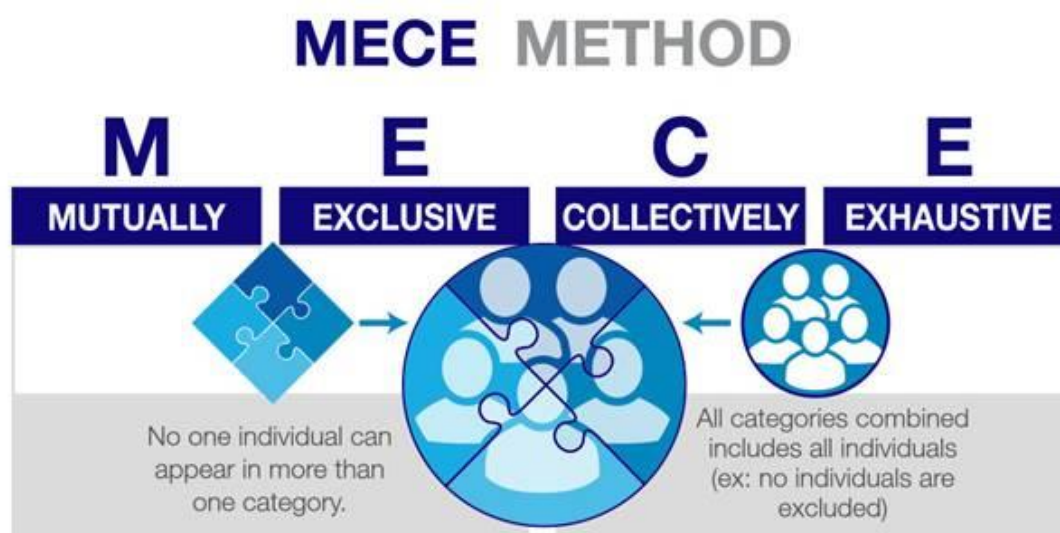 MECE METHOD
M E C E
MUTUALLY EXCLUSIVE COLLECTIVELY EXHAUSTIVE
No one individual can
appear in more than
one category.
All categories combined
includes all individuals
(ex: no individuals are
excluded)